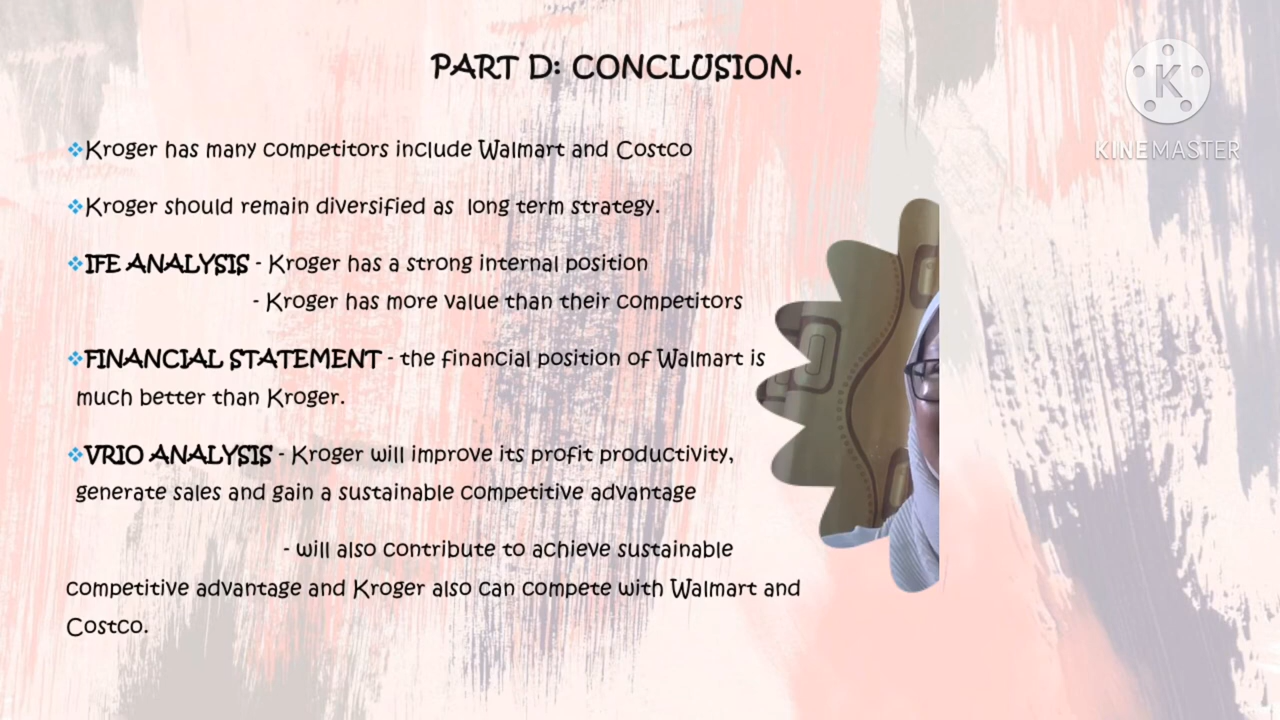 PART D: CONCLUSION.
K
KINEMASTER
❖Kroger has many competitors include Walmart and Costco
❖Kroger should remain diversified as long term strategy.
❖IFE ANALYSIS - Kroger has a strong internal position
- Kroger has more value than their competitors
❖FINANCIAL STATEMENT - the financial position of Walmart is
much better than Kroger.
❖VRIO ANALYSIS - Kroger will improve its profit productivity,
generate sales and gain a sustainable competitive advantage
- will also contribute to achieve sustainable
competitive advantage and Kroger also can compete with Walmart and
Costco.